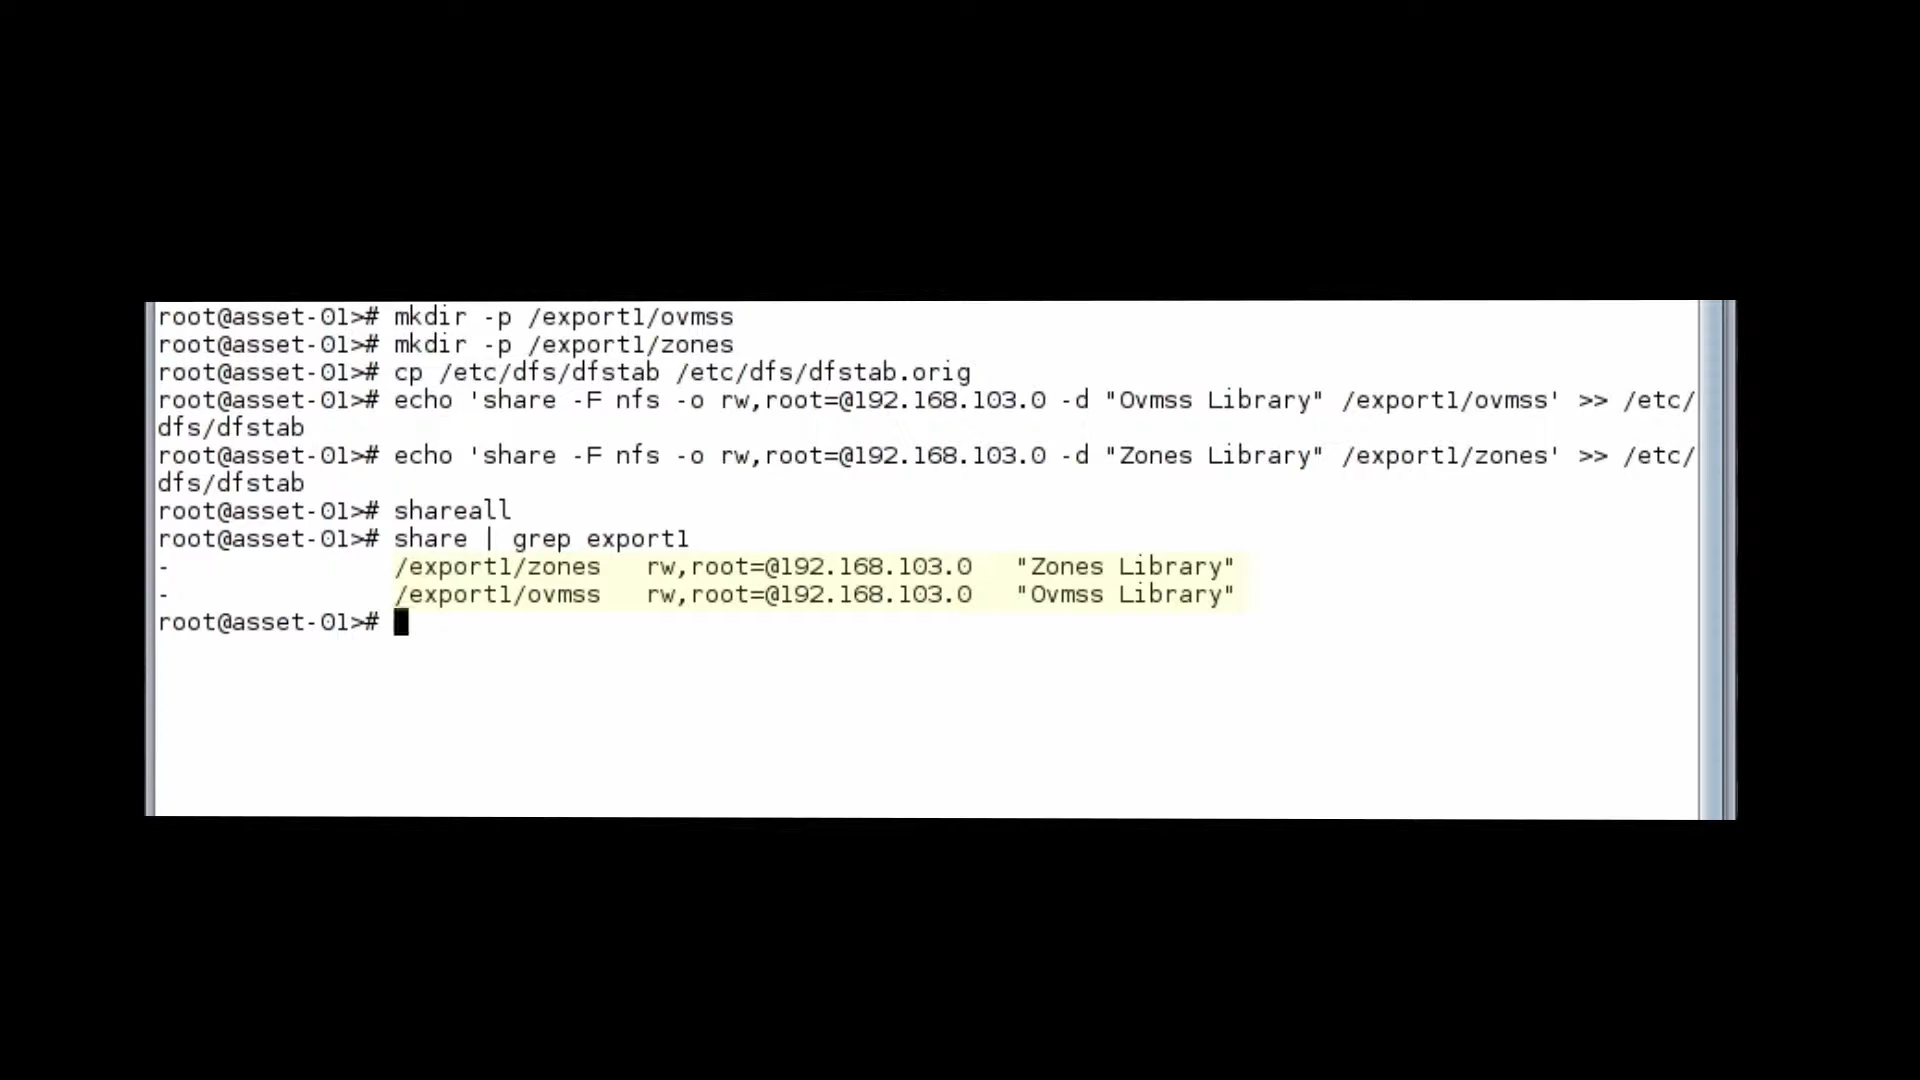 root@asset-01># mkdir -p /export1/ovmss
root@asset-01># mkdir -p /export1/zones
root@asset-01># cp /etc/dfs/dfstab /etc/dfs/dfstab.orig
root@asset-01># echo 'share -F nfs -o rw,root=@192.168.103.0 -d "Ovmss Library" /export1/ovmss' >> /etc/
dfs/dfstab
root@asset-01># echo 'share -F nfs -o rw,root=@192.168.103.0 -d "Zones Library" /export1/zones' >> /etc/
dfs/dfstab
root@asset-01># shareall
root@asset-01># share | grep export1
- /export1/zones rw,root=@192.168.103.0 "Zones Library"
- /export1/ovmss rw,root=@192.168.103.0 "Ovmss Library"
root@asset-01>#